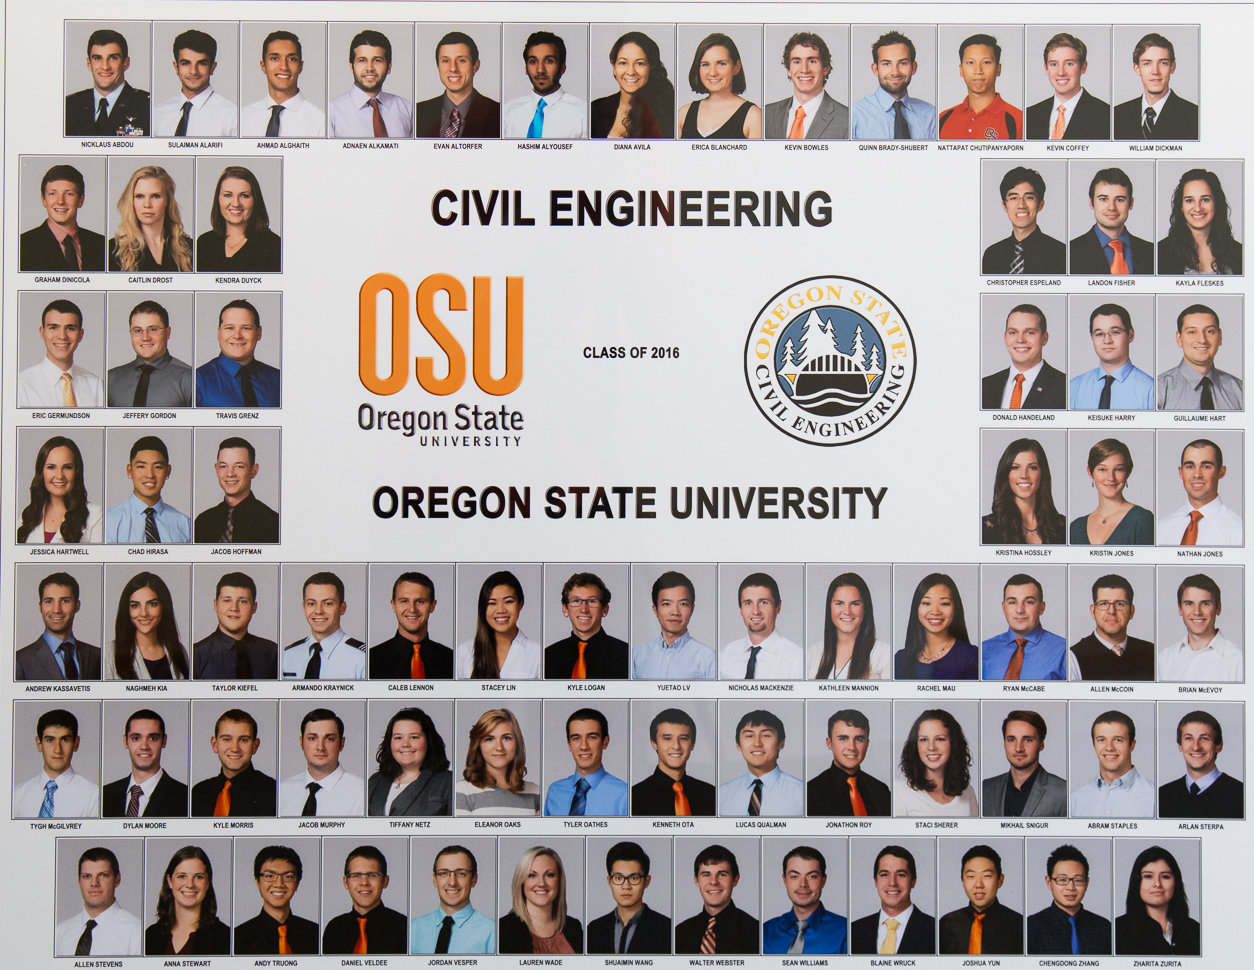 NICKLAUS ABDOU
SULAIMAN ALARIFI
AHMAD ALGHAITH
ADNAEN ALKAMATI
EVAN ALTORFER
HASHIM ALYOUSEF
DIANA AVILA
ERICA BLANCHARD
KEVIN BOWLES
QUINN BRADY-SHUBERT
NATTAPAT CHUTIPANYAPORN
KEVIN COFFEY
WILLIAM DICKMAN
GRAHAM DINICOLA
CAITLIN DROST
KENDRA DUYCK
CIVIL ENGINEERING
CHRISTOPHER ESPELAND
LANDON FISHER
KAYLA FLESKES
OSU
Oregon State
UNIVERSITY
CLASS OF 2016
OREGON STATE
CIVIL ENGINEERING
ERIC GERMUNDSON
JEFFERY GORDON
TRAVIS GRENZ
DONALD HANDELAND
KEISUKE HARRY
GUILLAUME HART
OREGON STATE UNIVERSITY
JESSICA HARTWELL
CHAD HIRASA
JACOB HOFFMAN
KRISTINA HOSSLEY
KRISTIN JONES
NATHAN JONES
ANDREW KASSAVETIS
NAGHMEH KIA
TAYLOR KIEFEL
ARMANDO KRAYNICK
CALEB LENNON
STACEY LIN
KYLE LOGAN
YUETAO LV
NICHOLAS MACKENZIE
KATHLEEN MANNION
RACHEL MAU
RYAN McCABE
ALLEN McCOIN
BRIAN McEVOY
TYGH McGILVREY
DYLAN MOORE
KYLE MORRIS
JACOB MURPHY
TIFFANY NETZ
ELEANOR OAKS
TYLER OATHES
KENNETH OTA
LUCAS QUALMAN
JONATHON ROY
STACI SHERER
MIKHAIL SNIGUR
ABRAM STAPLES
ARLAN STERPA
ALLEN STEVENS
ANNA STEWART
ANDY TRUONG
DANIEL VELDEE
JORDAN VESPER
LAUREN WADE
SHUAIMIN WANG
WALTER WEBSTER
SEAN WILLIAMS
BLAINE WRUCK
JOSHUA YUN
CHENGDONG ZHANG
ZHARITA ZURITA